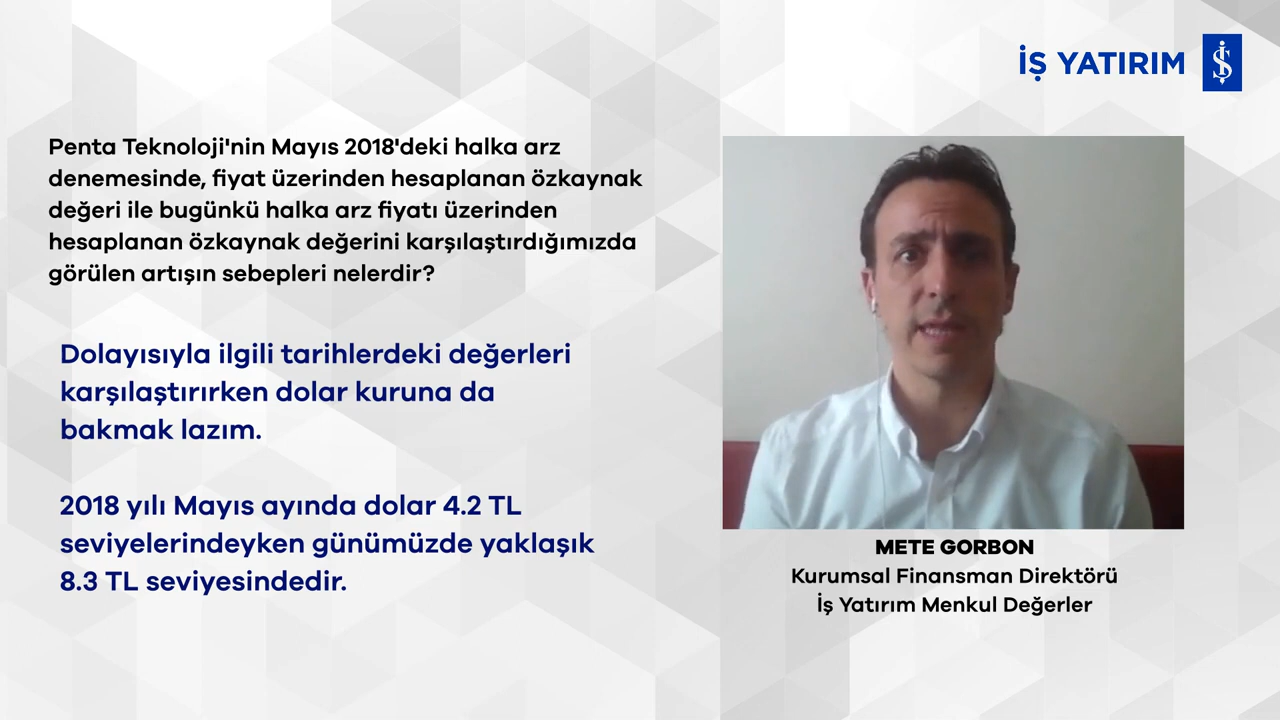 İŞ YATIRIM
Penta Teknoloji'nin Mayıs 2018'deki halka arz
denemesinde, fiyat üzerinden hesaplanan özkaynak
değeri ile bugünkü halka arz fiyatı üzerinden
hesaplanan özkaynak değerini karşılaştırdığımızda
görülen artışın sebepleri nelerdir?
Dolayısıyla ilgili tarihlerdeki değerleri
karşılaştırırken dolar kuruna da
bakmak lazım.
2018 yılı Mayıs ayında dolar 4.2 TL
seviyelerindeyken günümüzde yaklaşık
8.3 TL seviyesindedir.
METE GORBON
Kurumsal Finansman Direktörü
İş Yatırım Menkul Değerler